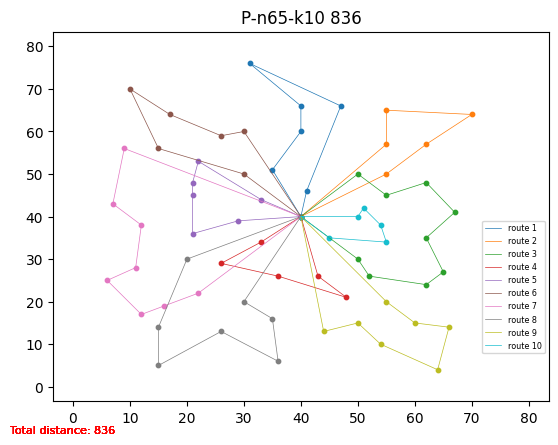 P-n65-k10 836
80
70
60
50
40
30
20
10
0
0 10 20 30 40 50 60 70 80
route 1
route 2
route 3
route 4
route 5
route 6
route 7
route 8
route 9
route 10
Total distance: 836